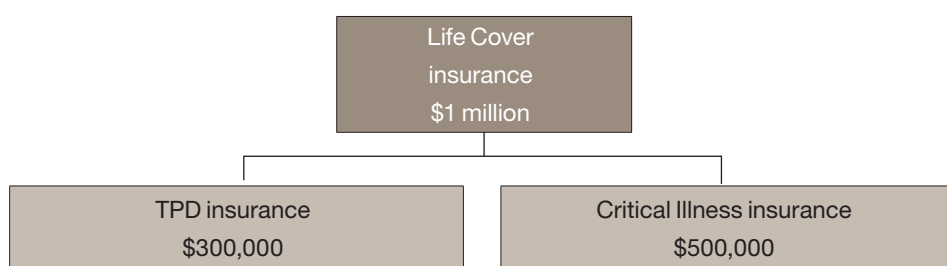 Life Cover
insurance
$1 million
TPD insurance
$300,000
Critical Illness insurance
$500,000